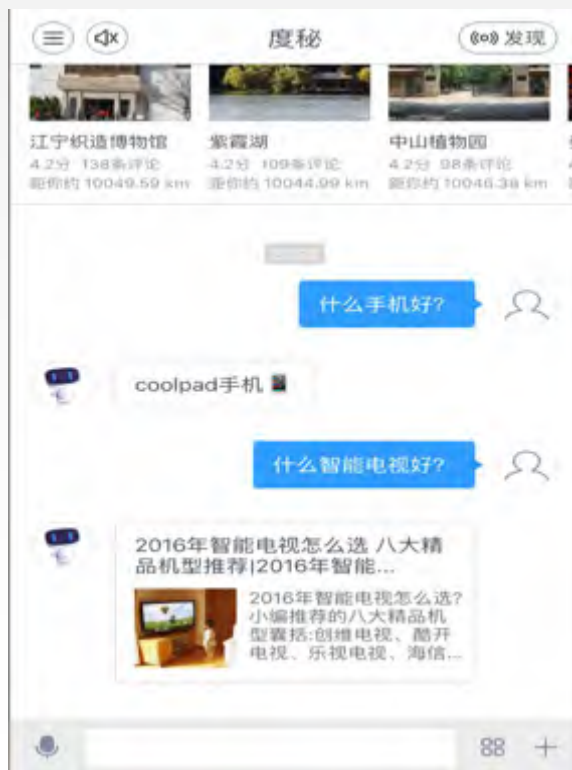 度秘
发现
江宁织造博物馆
紫霞湖
中山植物园
4.2分 138条评论
4.2分 109条评论
4.2分 98条评论
距你约 10049.59 km
距你约 10044.99 km
距你约 10046.38 km
什么手机好?
coolpad手机
什么智能电视好?
2016年智能电视怎么选 八大精
品机型推荐|2016年智能...
2016年智能电视怎么选?
小编推荐的八大精品机
型囊括:创维电视、酷开
电视、乐视电视、海信...